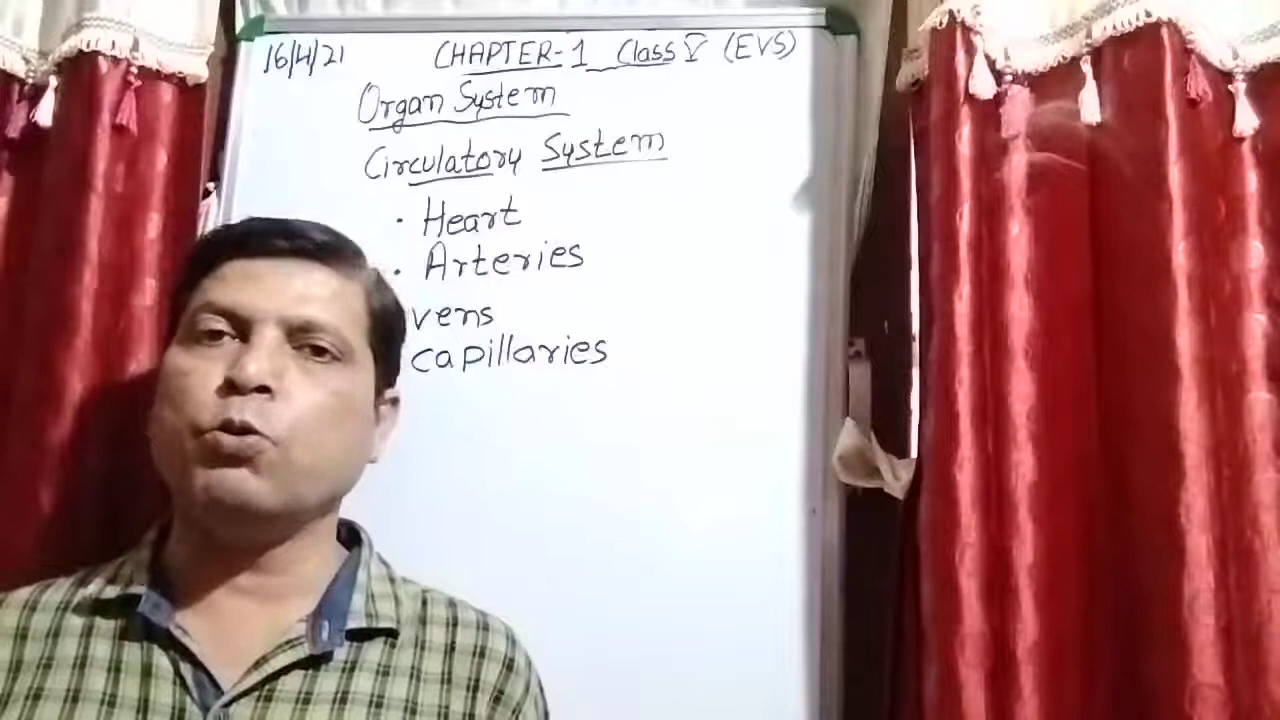 16/4/21 CHAPTER-1 Class V (EVS)
Organ System
Circulatory System
· Heart
· Arteries
vens
capillaries